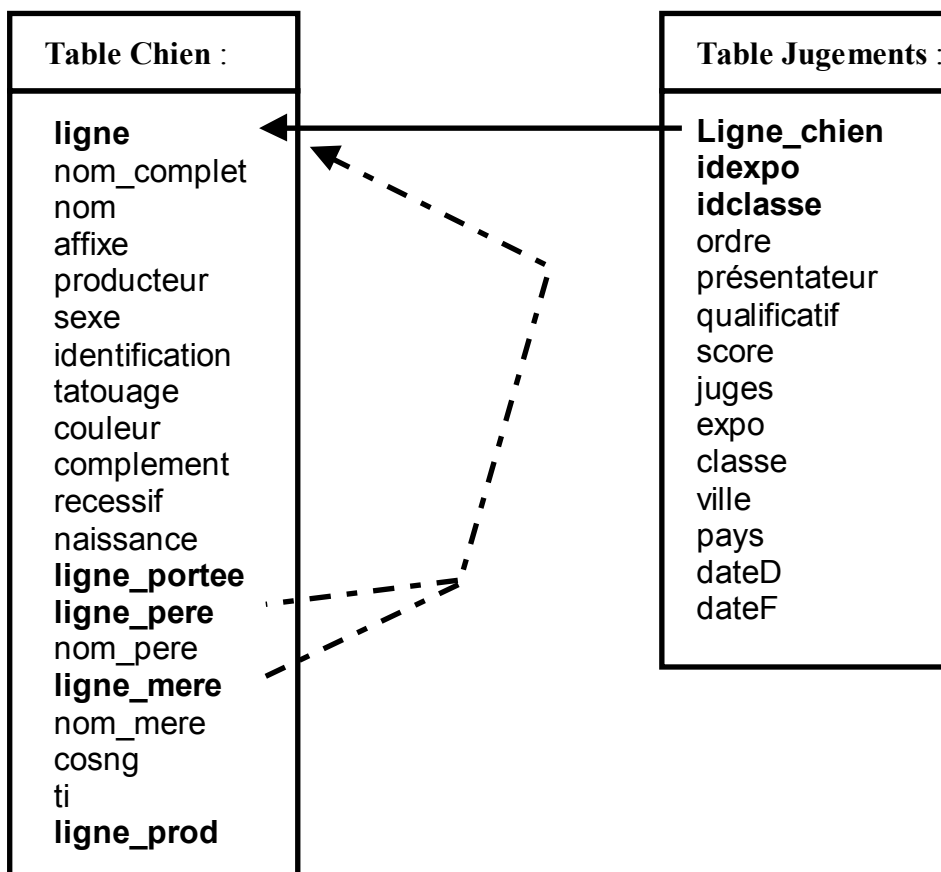 Table Chien :
ligne
nom_complet
nom
affixe
producteur
sexe
identification
tatouage
couleur
complement
recessif
naissance
ligne_portee
ligne_pere
nom_pere
ligne_mere
nom_mere
cosng
ti
ligne_prod
Table Jugements :
Ligne_chien
idexpo
idclasse
ordre
présentateur
qualificatif
score
juges
expo
classe
ville
pays
dateD
dateF